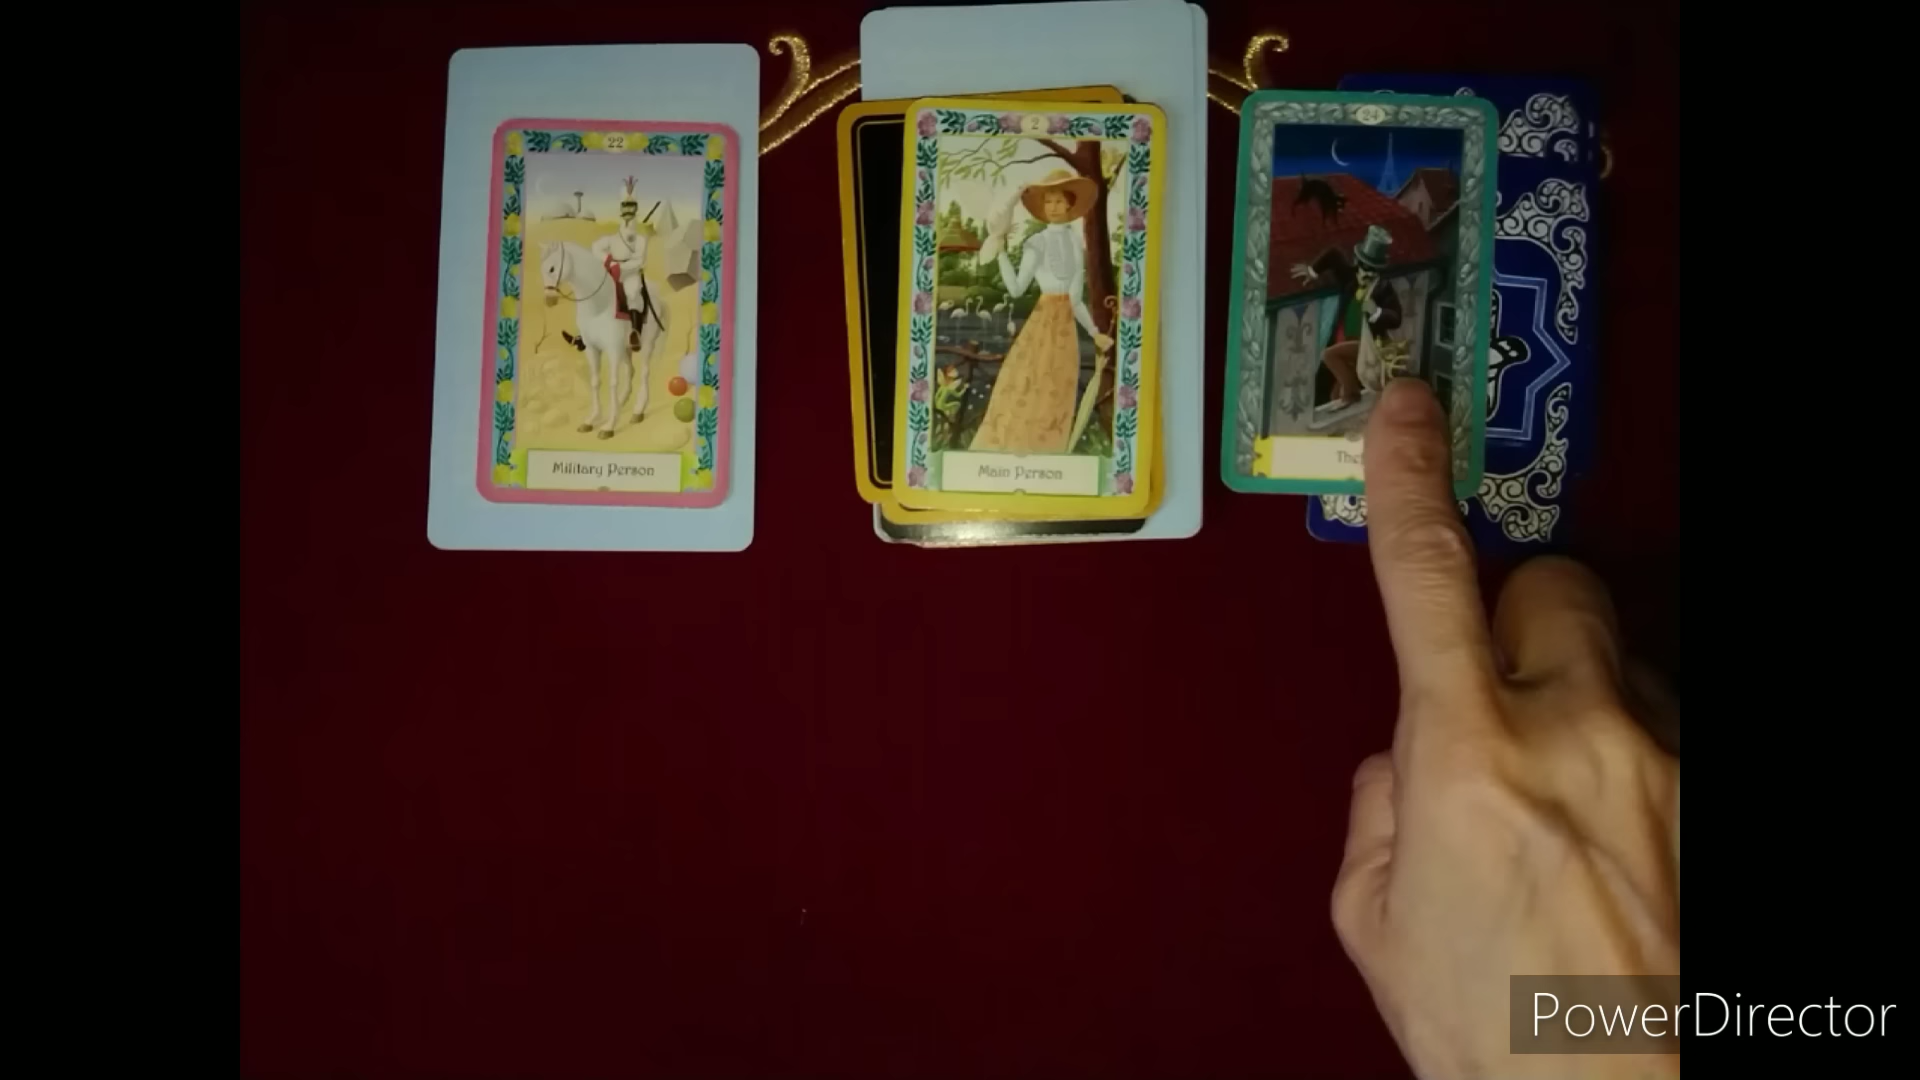 22
Military Person
2
Main Person
24
PowerDirector